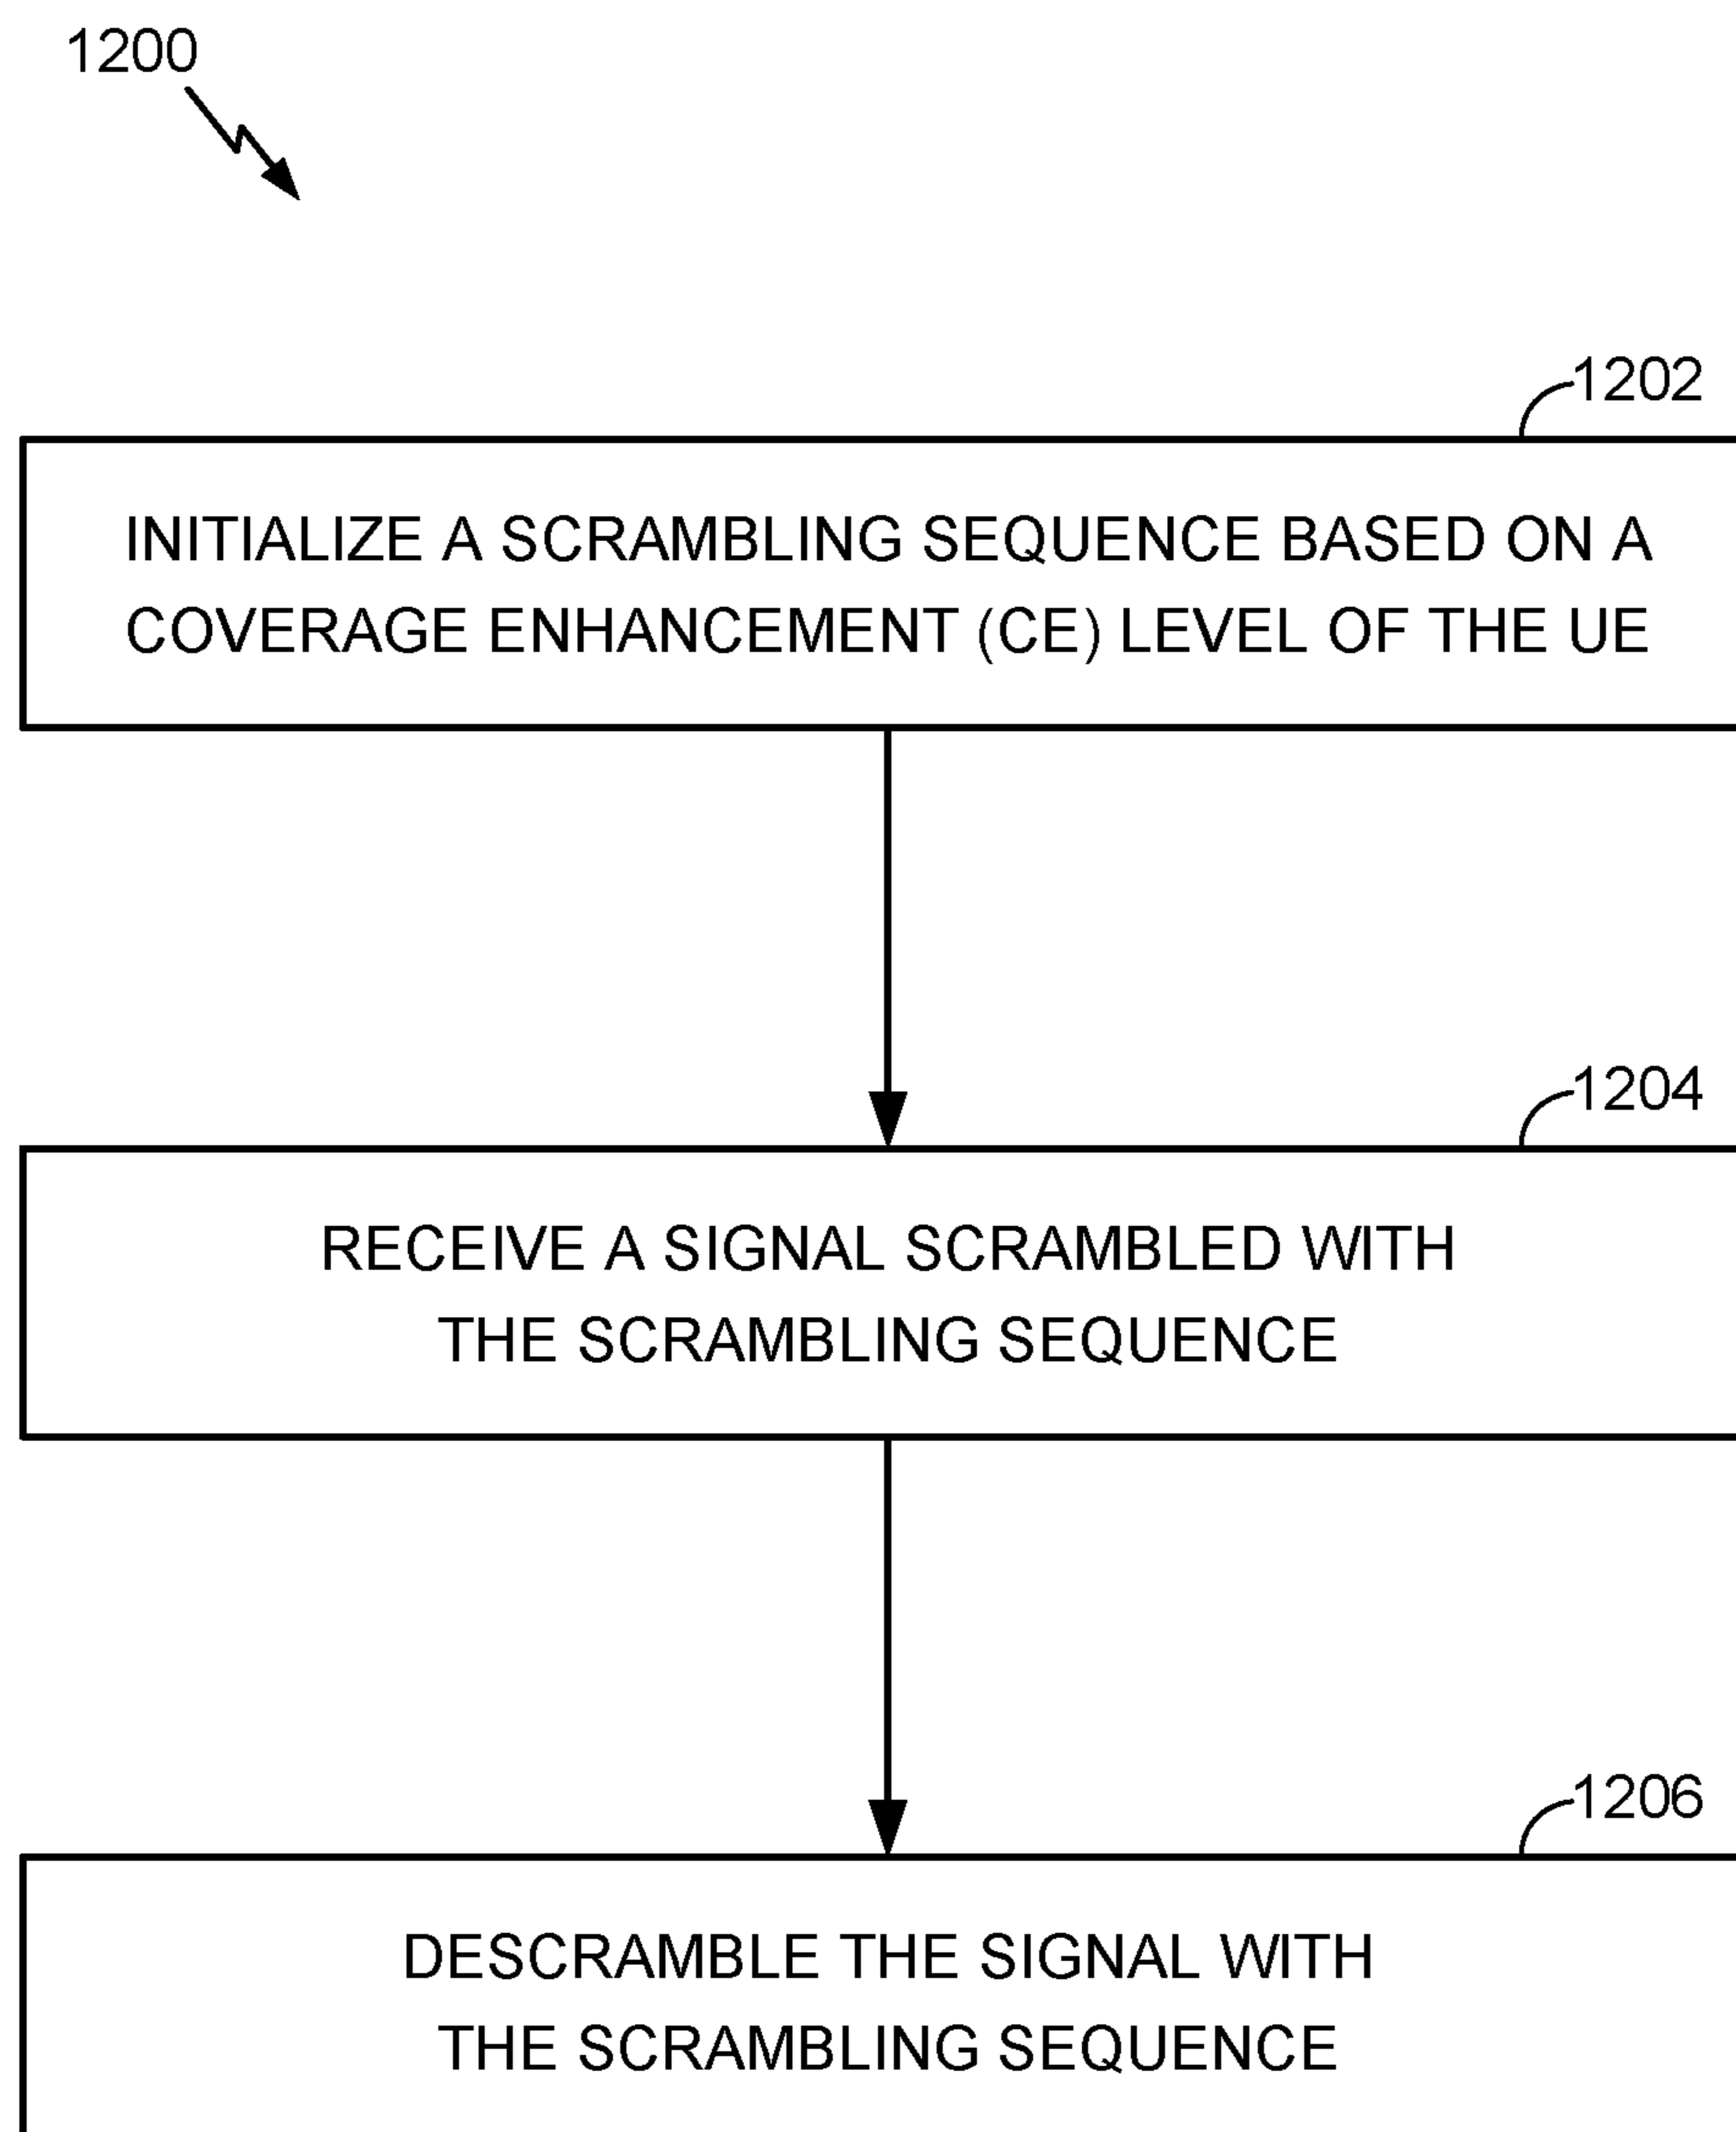 1200
1202
INITIALIZE A SCRAMBLING SEQUENCE BASED ON A
COVERAGE ENHANCEMENT (CE) LEVEL OF THE UE
1204
RECEIVE A SIGNAL SCRAMBLED WITH
THE SCRAMBLING SEQUENCE
1206
DESCRAMBLE THE SIGNAL WITH
THE SCRAMBLING SEQUENCE